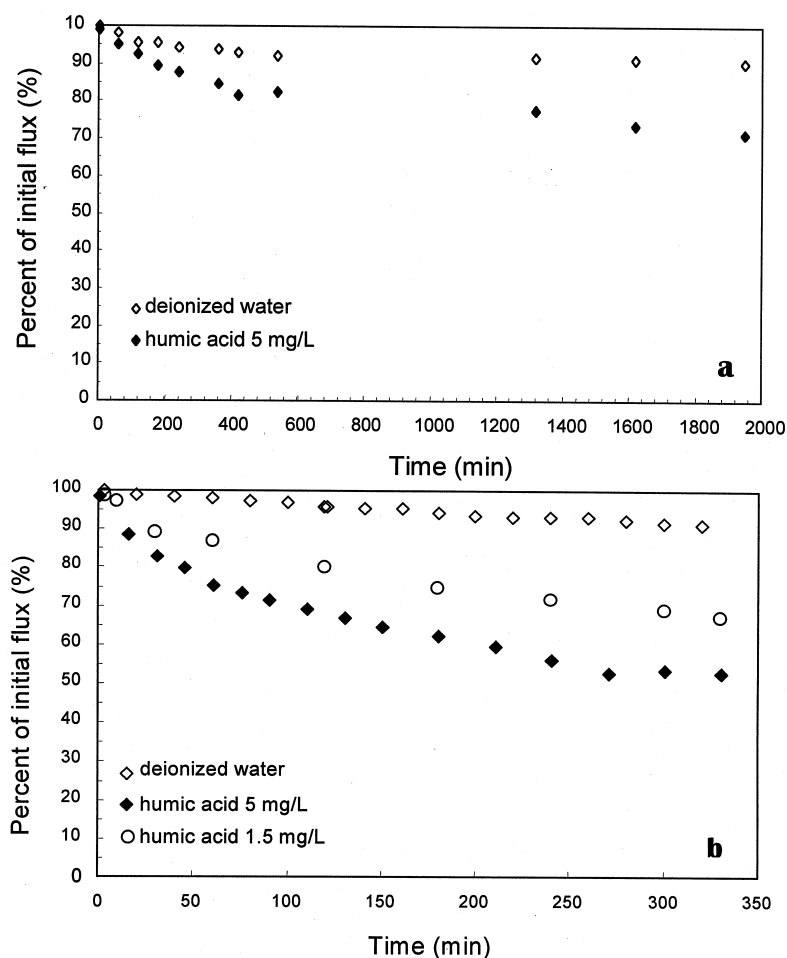 Percent of initial flux (%)
10
90
80
70
60
50
40
30
20
10
0
deionized water
humic acid 5 mg/L
a
0 200 400 600 800 1000 1200 1400 1600 1800 2000
Time (min)
Percent of initial flux (%)
100
90
80
70
60
50
40
30
20
10
0
deionized water
humic acid 5 mg/L
humic acid 1.5 mg/L
b
0 50 100 150 200 250 300 350
Time (min)